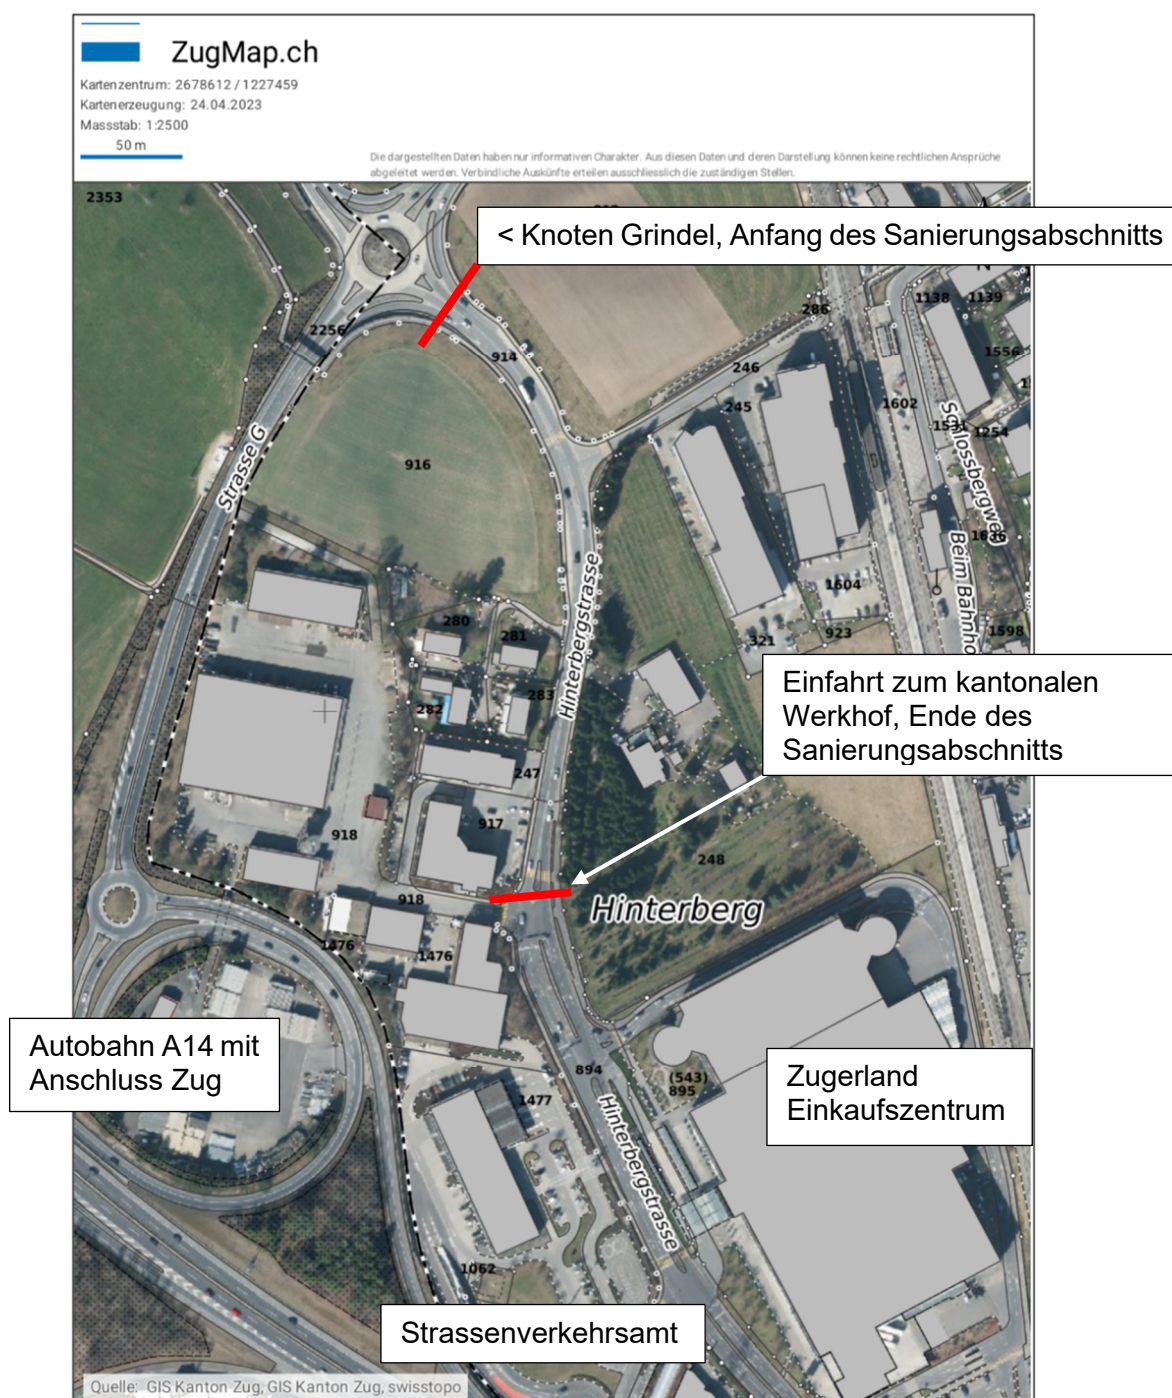 ZugMap.ch
Kartenzentrum: 2678612 / 1227459
Kartenerzeugung: 24.04.2023
Massstab: 1:2500
50 m
Die dargestellten Daten haben nur informativen Charakter. Aus diesen Daten und deren Darstellung können keine rechtlichen Ansprüche
abgeleitet werden. Verbindliche Auskünfte erteilen ausschliesslich die zuständigen Stellen.
2353
< Knoten Grindel, Anfang des Sanierungsabschnitts
2256
914
286
1138
1139
1556
246
245
1602
1531
1254
Schlossbergweg
916
Strasse G
1636
Beim Bahnho
1604
923
321
1598
Hinterbergstrasse
280
281
282
283
247
917
918
Einfahrt zum kantonalen
Werkhof, Ende des
Sanierungsabschnitts
248
918
Hinterberg
1476
1476
Autobahn A14 mit
Anschluss Zug
894
(543)
895
1477
Hinterbergstrasse
Zugerland
Einkaufszentrum
1062
Strassenverkehrsamt
Quelle: GIS Kanton Zug, GIS Kanton Zug, swisstopo